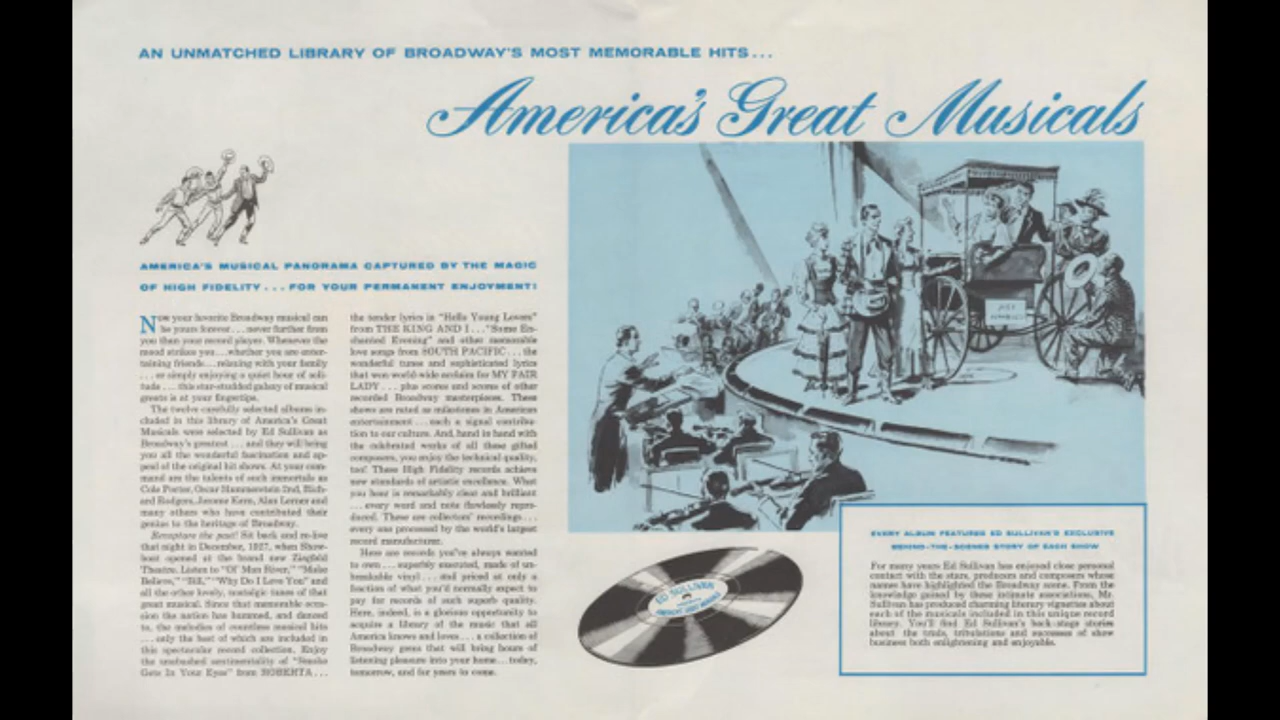 AN UNMATCHED LIBRARY OF BROADWAY'S MOST MEMORABLE HITS...
America's Great Musicals
AMERICA'S MUSICAL PANORAMA CAPTURED BY THE MAGIC
OF HIGH FIDELITY...FOR YOUR PERMANENT ENJOYMENT!
Now your favorite Broadway musical can
be yours forever...never further from
you than your record player. Whenever the
mood strikes you...whether you are enter-
taining friends...relaxing with your family
...or simply enjoying a quiet hour of soli-
tude...this star-studded galaxy of musical
greats is at your fingertips.
The twelve carefully selected albums in-
cluded in this library of America's Great
Musicals were selected by Ed Sullivan as
Broadway's greatest...and they will bring
you all the wonderful fascination and ap-
peal of the original hit shows. At your com-
mand are the talents of such immortals as
Cole Porter, Oscar Hammerstein 2nd, Rich-
ard Rodgers, Jerome Kern, Alan Lerner and
many others who have contributed their
genius to the heritage of Broadway.
Recapture the past! Sit back and re-live
that night in December, 1927, when Show-
boat opened at the brand new Ziegfeld
Theatre. Listen to "Ol' Man River," "Make
Believe," "Bill," "Why Do I Love You" and
all the other lovely, nostalgic tunes of that
great musical. Since that memorable occa-
sion the nation has hummed, and danced
to, the melodies of countless musical hits
...only the best of which are included in
this spectacular record collection. Enjoy
the unabashed sentimentality of "Smoke
Gets In Your Eyes" from ROBERTA...
the tender lyrics in "Hello Young Lovers"
from THE KING AND I..."Some En-
chanted Evening" and other memorable
love songs from SOUTH PACIFIC...the
wonderful tunes and sophisticated lyrics
that won world-wide acclaim for MY FAIR
LADY...plus scores and scores of other
recorded Broadway masterpieces. These
shows are rated as milestones in American
entertainment...each a signal contribu-
tion to our culture. And, hand in hand with
the celebrated works of all these gifted
composers, you enjoy the technical quality,
too! These High Fidelity records achieve
new standards of artistic excellence. What
you hear is remarkably clear and brilliant
...every word and note flawlessly repro-
duced. These are collectors' recordings...
every one processed by the world's largest
record manufacturer.
Here are records you've always wanted
to own...superbly executed, made of un-
breakable vinyl...and priced at only a
fraction of what you'd normally expect to
pay for records of such superb quality.
Here, indeed, is a glorious opportunity to
acquire a library of the music that all
America knows and loves...a collection of
Broadway gems that will bring hours of
listening pleasure into your home...today,
tomorrow, and for years to come.
ED SULLIVAN
EVERY ALBUM FEATURES ED SULLIVAN'S EXCLUSIVE
BEHIND-THE-SCENES STORY OF EACH SHOW
For many years Ed Sullivan has enjoyed close personal
contact with the stars, producers and composers whose
names have highlighted the Broadway scene. From the
knowledge gained by these intimate associations, Mr.
Sullivan has produced charming literary vignettes about
each of the musicals included in this unique record
library. You'll find Ed Sullivan's back-stage stories
about the trials, tribulations and successes of show
business both enlightening and enjoyable.